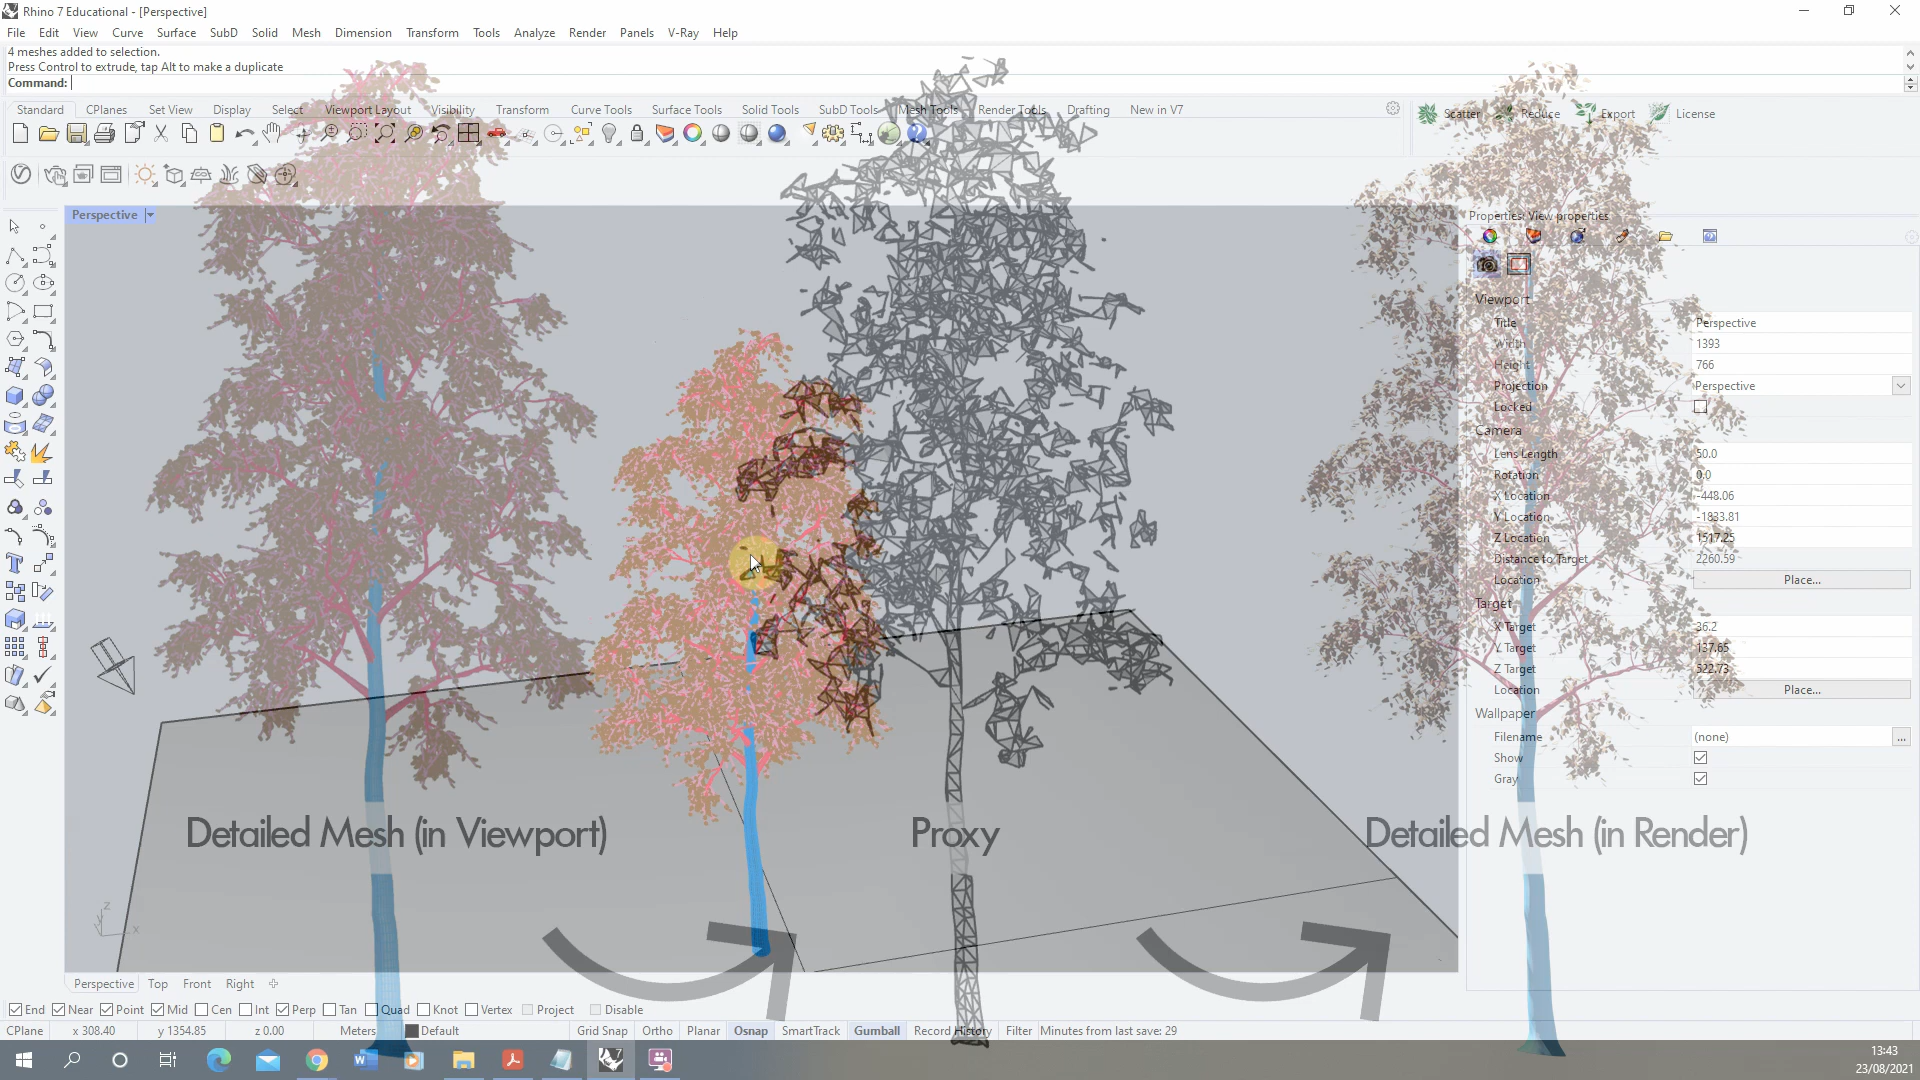 Rhino 7 Educational - [Perspective]
File Edit View Curve Surface SubD Solid Mesh Dimension Transform Tools Analyze Render Panels V-Ray Help
4 meshes added to selection.
Press Control to extrude, tap Alt to make a duplicate
Command:
Standard CPlanes Set View Display Select Viewport Layout Visibility Transform Curve Tools Surface Tools Solid Tools SubD Tools Mesh Tools Render Tools Drafting New in V7
Scatter Reduce Export License
Perspective
Properties: View properties
Viewport
Title Perspective
Width 1393
Height 766
Projection Perspective
Locked
Camera
Lens Length 50.0
Rotation 0.0
X Location -448.06
Y Location -1833.81
Z Location 1517.25
Distance to Target 2260.59
Location Place...
Target
X Target 36.2
Y Target 137.65
Z Target 522.73
Location Place...
Wallpaper
Filename (none) ...
Show
Gray
Detailed Mesh (in Viewport)
Proxy
Detailed Mesh (in Render)
z
y
x
Perspective Top Front Right
End Near Point Mid Cen Int Perp Tan Quad Knot Vertex Project Disable
CPlane x 308.40 y 1354.85 z 0.00 Meters Default Grid Snap Ortho Planar Osnap SmartTrack Gumball Record History Filter Minutes from last save: 29
13:43
23/08/2021